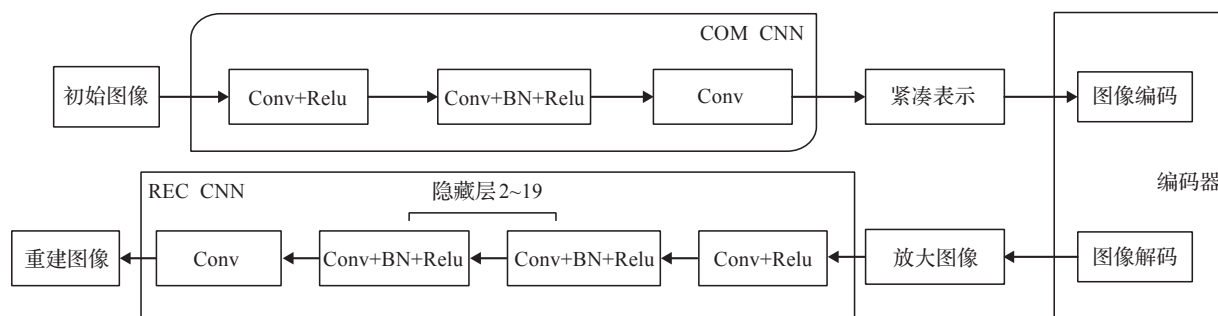 COM CNN
初始图像
Conv+Relu
Conv+BN+Relu
Conv
紧凑表示
图像编码
编码器
REC CNN
隐藏层2~19
重建图像
Conv
Conv+BN+Relu
Conv+BN+Relu
Conv+Relu
放大图像
图像解码